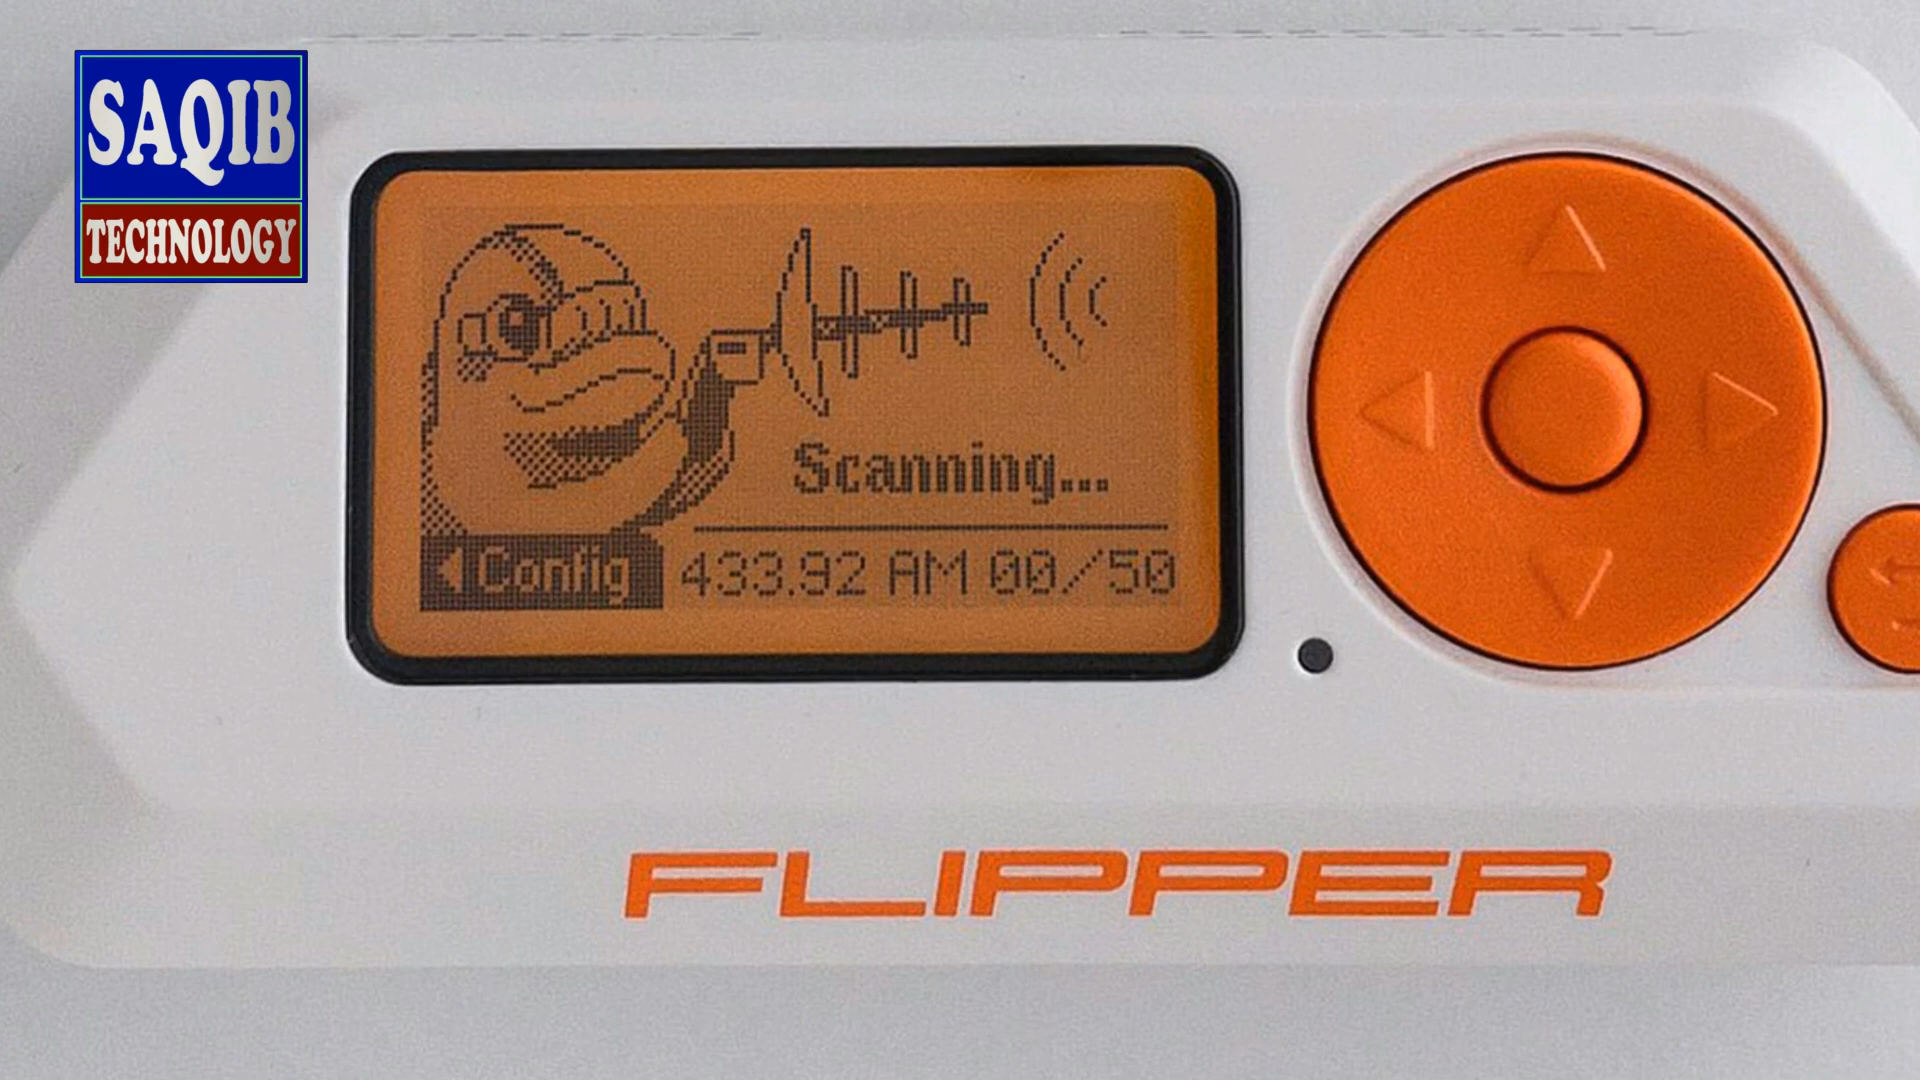 SAQIB
TECHNOLOGY
Scanning...
Config
433.92 AM 00/50
FLIPPER